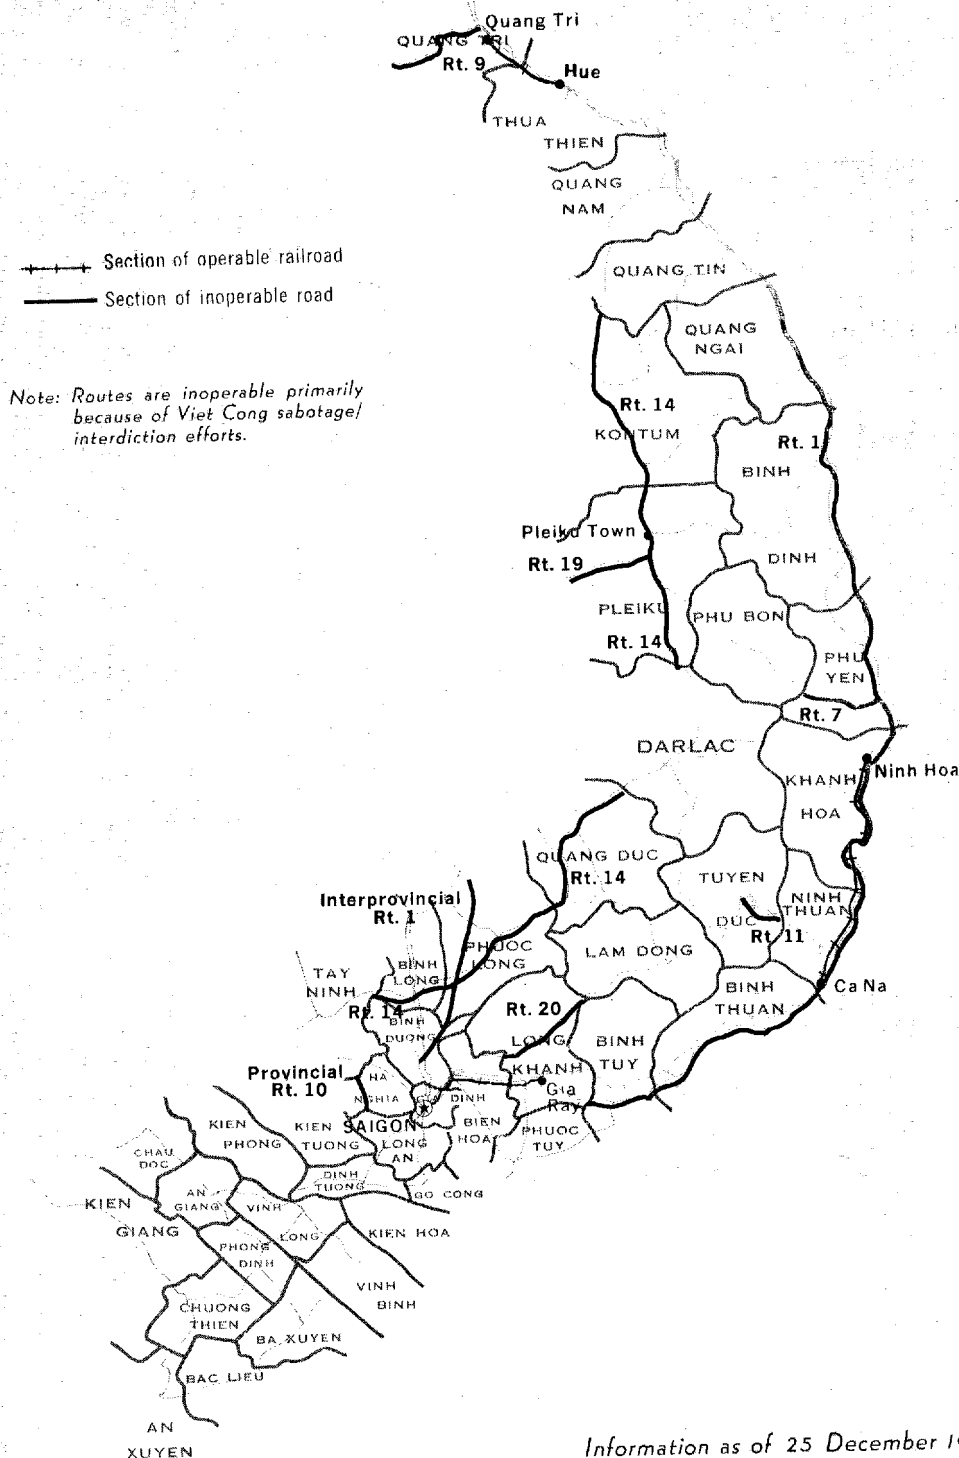 Quang Tri
QUANG TRI
Rt. 9
Hue
THUA
THIEN
QUANG
NAM
Section of operable railroad
Section of inoperable road
QUANG TIN
QUANG
NGAI
Note: Routes are inoperable primarily
because of Viet Cong sabotage/
interdiction efforts.
Rt. 14
KONTUM
Rt. 1
BINH
Pleiku Town
Rt. 19
DINH
PLEIKU
PHU BON
Rt. 14
PHU
YEN
Rt. 7
DARLAC
Ninh Hoa
KHANH
HOA
QUANG DUC
Rt. 14
TUYEN
NINH
THUAN
Interprovincial
Rt. 1
DUC
Rt. 11
PHUOC
LONG
LAM DONG
TAY
NINH
BINH
LONG
BINH
THUAN
Ca Na
Rt. 14
BINH
DUONG
Rt. 20
LONG
KHANH
BINH
TUY
Provincial
Rt. 10
HA
NGHIA
GIA DINH
Gia
Ray
SAIGON
BIEN
HOA
PHUOC
TUY
KIEN
PHONG
KIEN
TUONG
LONG
AN
CHAU
DOC
DINH
TUONG
GO CONG
KIEN
GIANG
AN
GIANG
VINH
LONG
KIEN HOA
PHONG
DINH
VINH
BINH
CHUONG
THIEN
BA XUYEN
BAC LIEU
AN
XUYEN
Information as of 25 December